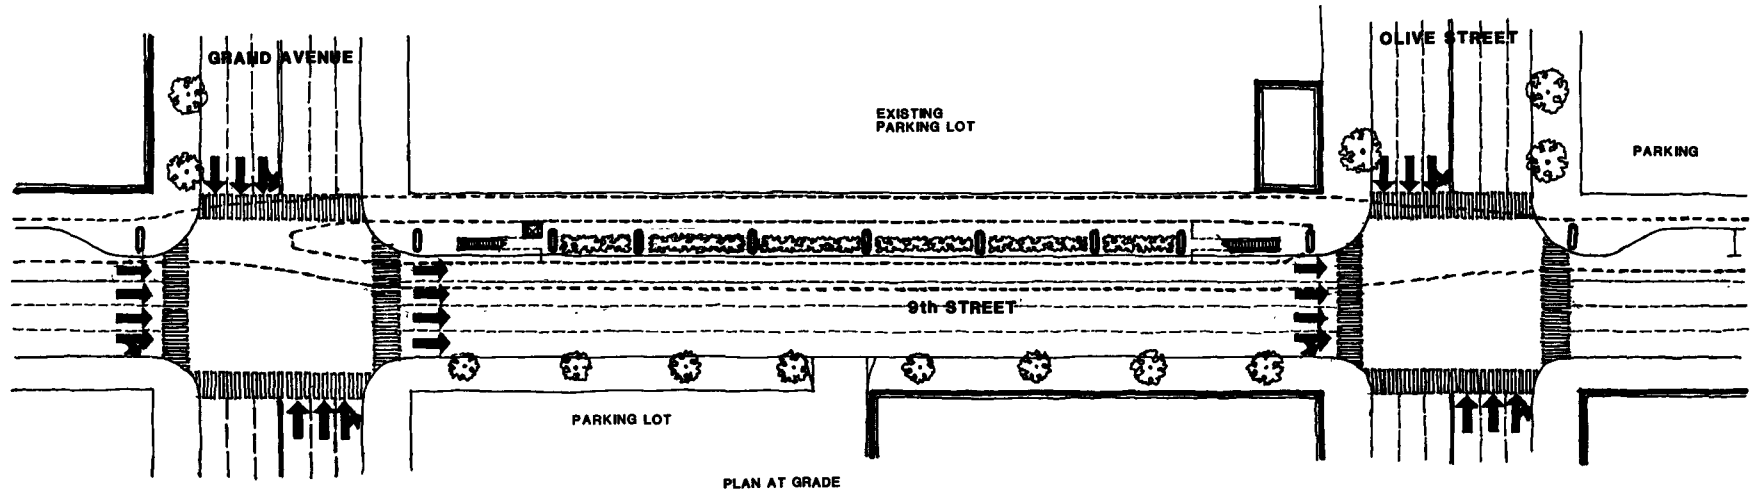 GRAND AVENUE
OLIVE STREET
EXISTING
PARKING LOT
PARKING
9th STREET
PARKING LOT
PLAN AT GRADE